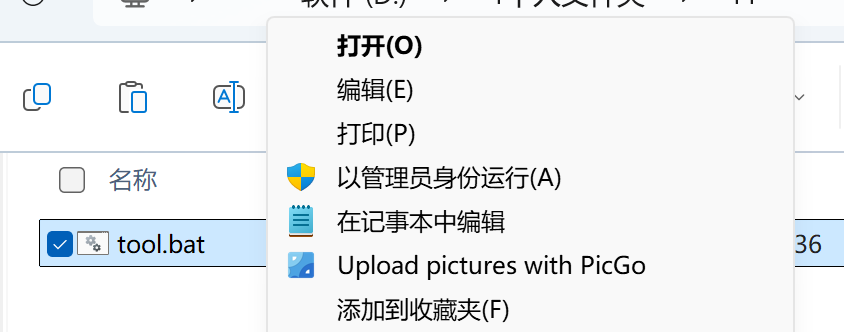 打开(O)
编辑(E)
打印(P)
名称
以管理员身份运行(A)
在记事本中编辑
tool.bat
36
Upload pictures with PicGo
添加到收藏夹(F)